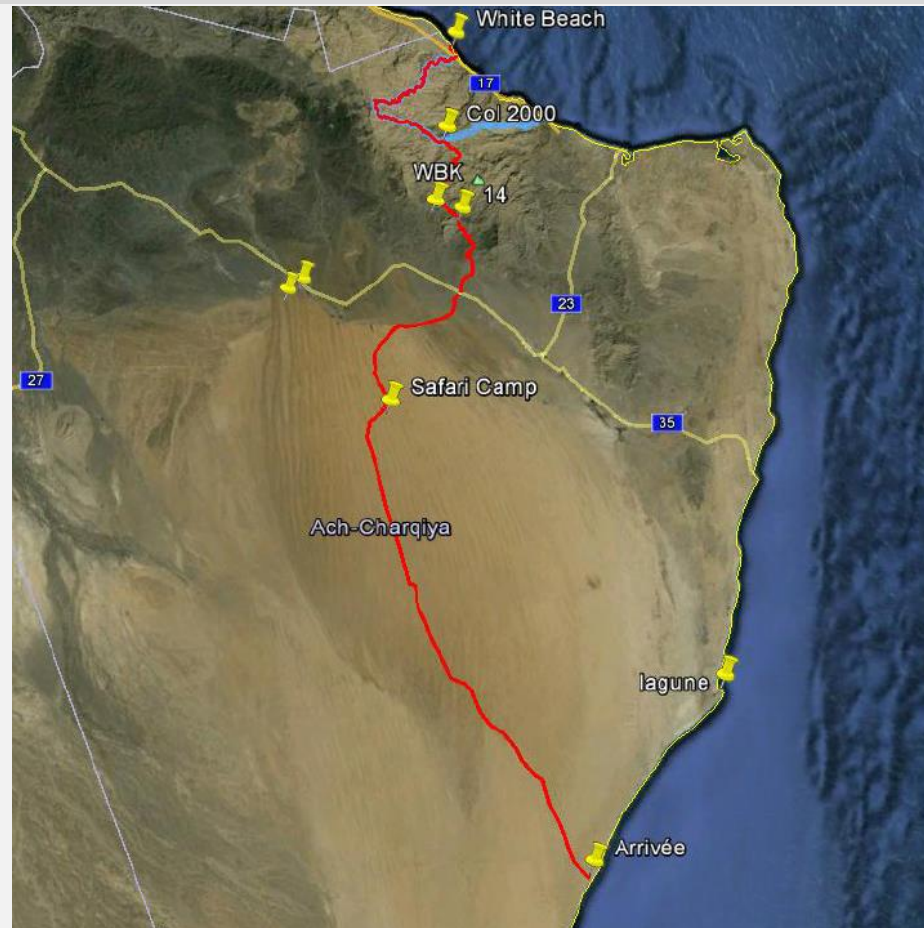 White Beach
17
Col 2000
WBK
14
23
27
Safari Camp
35
Ach-Charqiya
lagune
Arrivée